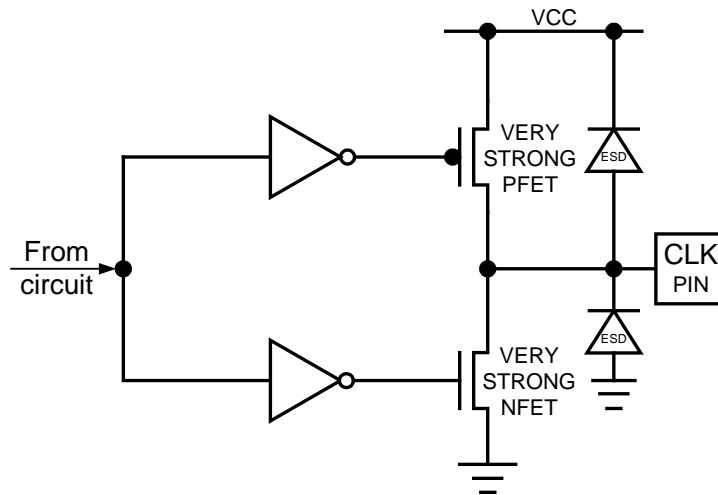 VCC
VERY
STRONG
PFET
ESD
From
circuit
CLK
PIN
ESD
VERY
STRONG
NFET